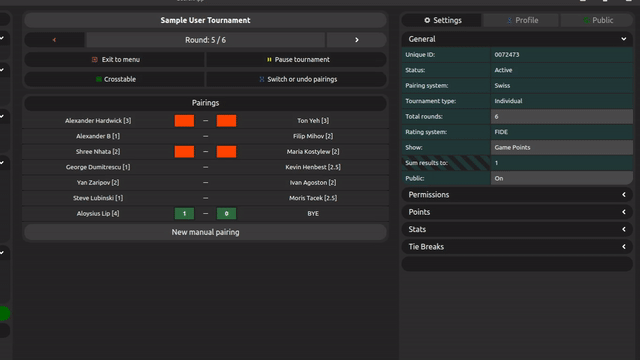 Sample User Tournament
Round: 5 / 6
Exit to menu
Pause tournament
Crosstable
Switch or undo pairings
Pairings
Alexander Hardwick [3] — Ton Yeh [3]
Alexander B [1] — Filip Mihov [2]
Shree Nhata [2] — Maria Kostylew [2]
George Dumitrescu [1] — Kevin Henbest [2.5]
Yan Zaripov [2] — Ivan Agoston [2]
Steve Lubinski [1] — Moris Tacek [2.5]
Aloysius Lip [4] 1 — 0 BYE
New manual pairing
Settings
Profile
Public
General
Unique ID: 0072473
Status: Active
Pairing system: Swiss
Tournament type: Individual
Total rounds: 6
Rating system: FIDE
Show: Game Points
Sum results to: 1
Public: On
Permissions
Points
Stats
Tie Breaks